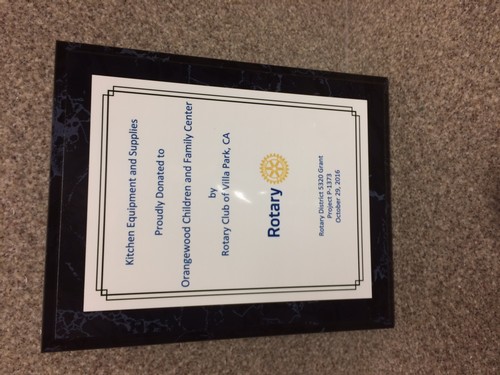 Kitchen Equipment and Supplies
Proudly Donated to
Orangewood Children and Family Center
by
Rotary Club of Villa Park, CA
Rotary
Rotary District 5320 Grant
Project P-1373
October 29, 2016